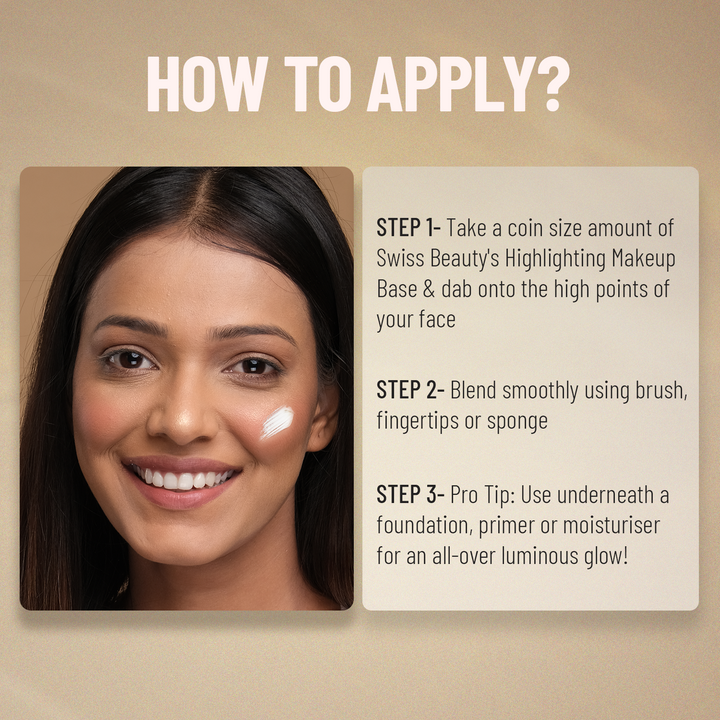 HOW TO APPLY?
STEP 1- Take a coin size amount of
Swiss Beauty's Highlighting Makeup
Base & dab onto the high points of
your face
STEP 2- Blend smoothly using brush,
fingertips or sponge
STEP 3- Pro Tip: Use underneath a
foundation, primer or moisturiser
for an all-over luminous glow!